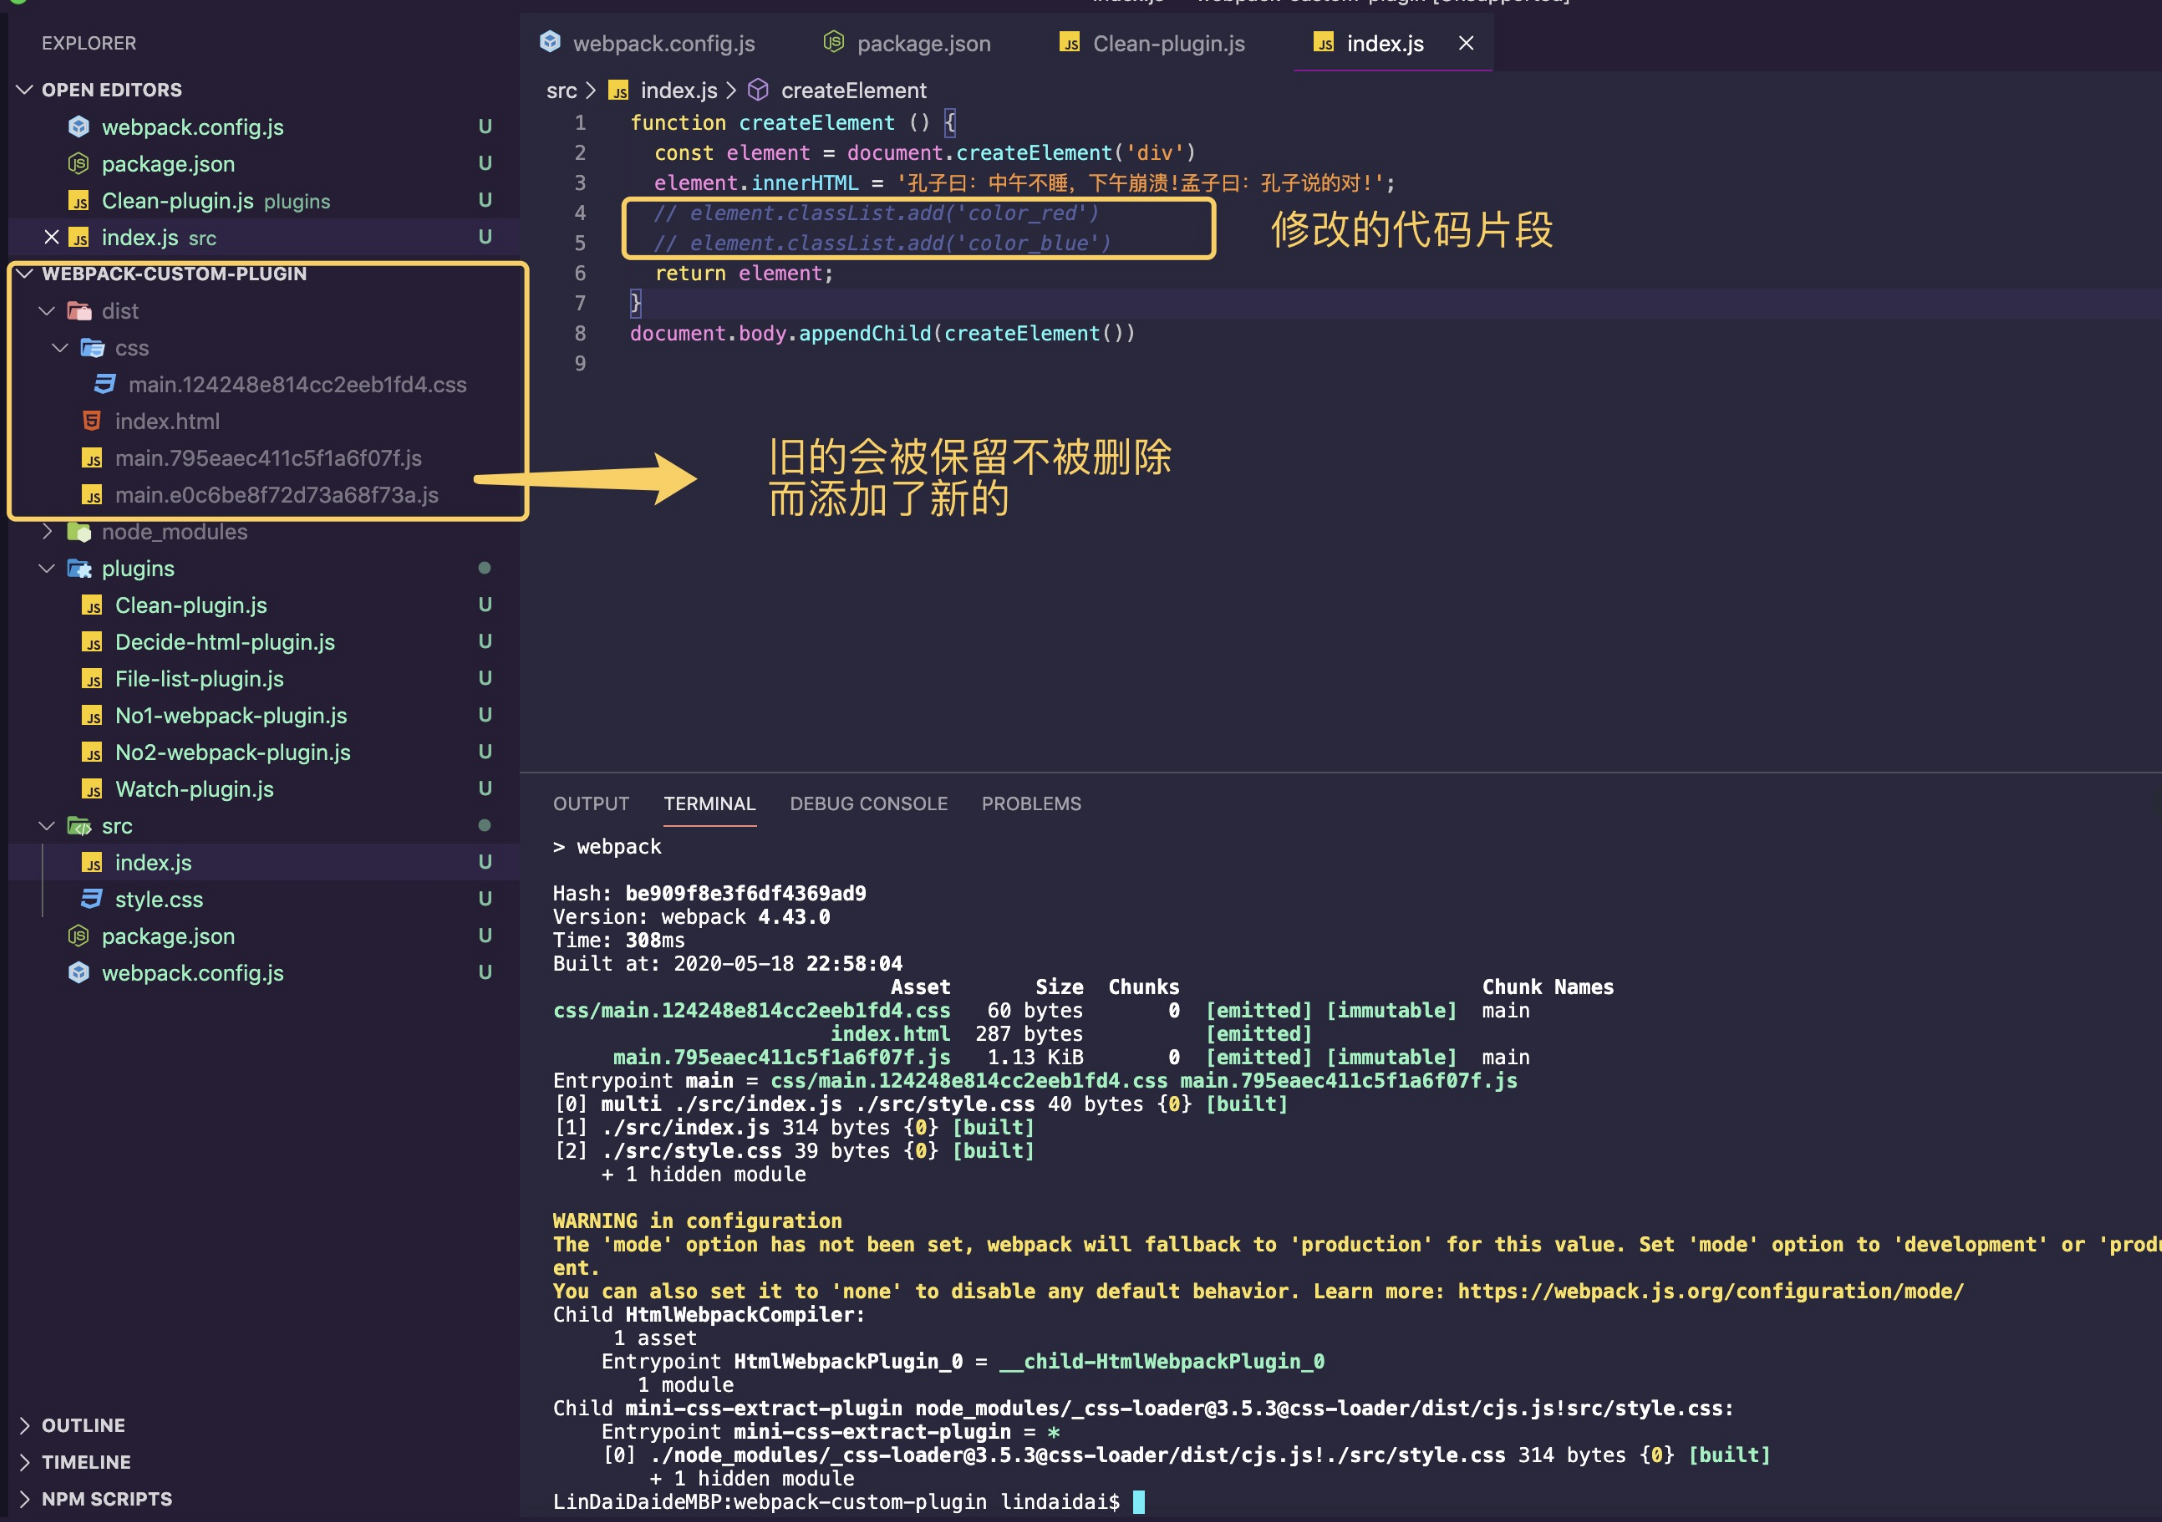 EXPLORER
OPEN EDITORS
webpack.config.js U
package.json U
Clean-plugin.js plugins U
index.js src U
WEBPACK-CUSTOM-PLUGIN
dist
css
main.124248e814cc2eeb1fd4.css
index.html
main.795eaec411c5f1a6f07f.js
main.e0c6be8f72d73a68f73a.js
node_modules
plugins
Clean-plugin.js U
Decide-html-plugin.js U
File-list-plugin.js U
No1-webpack-plugin.js U
No2-webpack-plugin.js U
Watch-plugin.js U
src
index.js U
style.css U
package.json U
webpack.config.js U
OUTLINE
TIMELINE
NPM SCRIPTS
webpack.config.js package.json Clean-plugin.js index.js
src > index.js > createElement
1 function createElement () {
2 const element = document.createElement('div')
3 element.innerHTML = '孔子曰：中午不睡，下午崩溃!孟子曰：孔子说的对!';
4 // element.classList.add('color_red')
5 // element.classList.add('color_blue')
6 return element;
7 }
8 document.body.appendChild(createElement())
9
修改的代码片段
旧的会被保留不被删除
而添加了新的
OUTPUT TERMINAL DEBUG CONSOLE PROBLEMS
> webpack
Hash: be909f8e3f6df4369ad9
Version: webpack 4.43.0
Time: 308ms
Built at: 2020-05-18 22:58:04
Asset Size Chunks Chunk Names
css/main.124248e814cc2eeb1fd4.css 60 bytes 0 [emitted] [immutable] main
index.html 287 bytes [emitted]
main.795eaec411c5f1a6f07f.js 1.13 KiB 0 [emitted] [immutable] main
Entrypoint main = css/main.124248e814cc2eeb1fd4.css main.795eaec411c5f1a6f07f.js
[0] multi ./src/index.js ./src/style.css 40 bytes {0} [built]
[1] ./src/index.js 314 bytes {0} [built]
[2] ./src/style.css 39 bytes {0} [built]
+ 1 hidden module
WARNING in configuration
The 'mode' option has not been set, webpack will fallback to 'production' for this value. Set 'mode' option to 'development' or 'produ
ent.
You can also set it to 'none' to disable any default behavior. Learn more: https://webpack.js.org/configuration/mode/
Child HtmlWebpackCompiler:
1 asset
Entrypoint HtmlWebpackPlugin_0 = __child-HtmlWebpackPlugin_0
1 module
Child mini-css-extract-plugin node_modules/_css-loader@3.5.3@css-loader/dist/cjs.js!src/style.css:
Entrypoint mini-css-extract-plugin = *
[0] ./node_modules/_css-loader@3.5.3@css-loader/dist/cjs.js!./src/style.css 314 bytes {0} [built]
+ 1 hidden module
LinDaiDaideMBP:webpack-custom-plugin lindaidai$